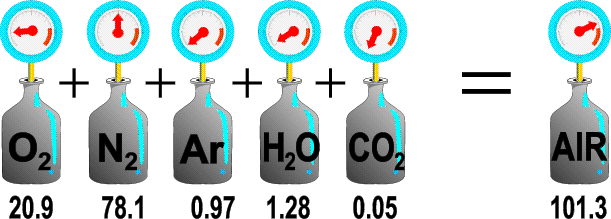 + + + + =
O₂ N₂ Ar H₂O CO₂ AIR
20.9 78.1 0.97 1.28 0.05 101.3